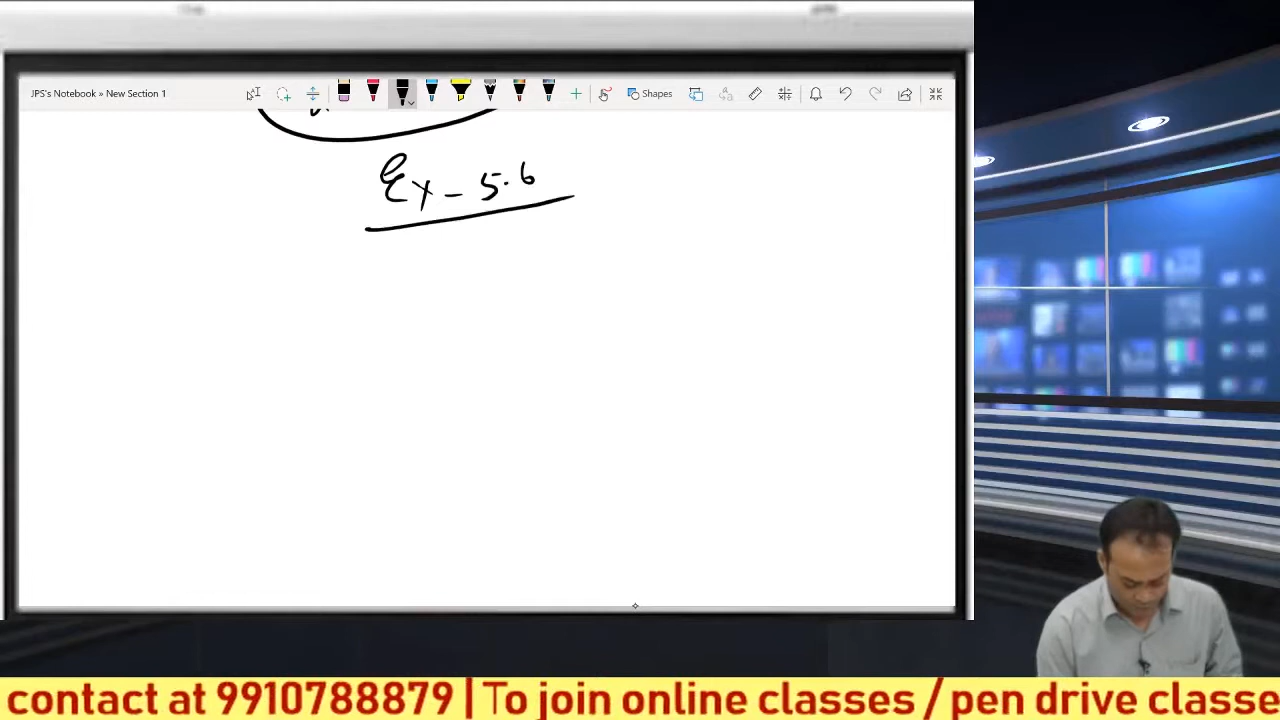 JPS's Notebook » New Section 1
Shapes
Ex - 5.6
contact at 9910788879 | To join online classes / pen drive classe